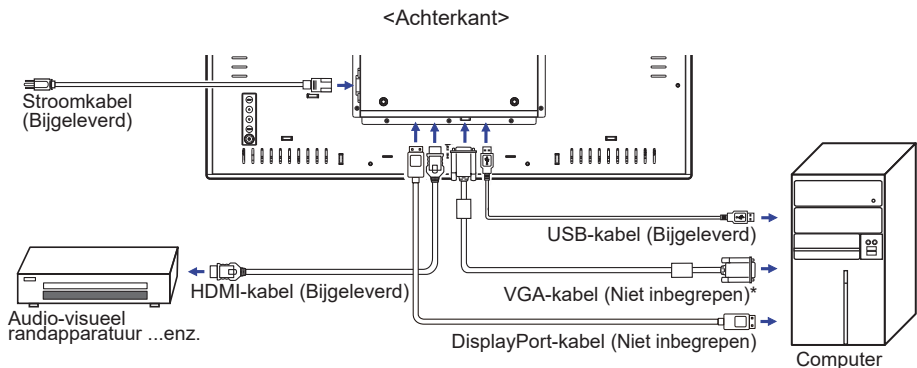 <Achterkant>
Stroomkabel
(Bijgeleverd)
USB-kabel (Bijgeleverd)
HDMI-kabel (Bijgeleverd)
VGA-kabel (Niet inbegrepen)*
Audio-visueel
randapparatuur ...enz.
DisplayPort-kabel (Niet inbegrepen)
Computer